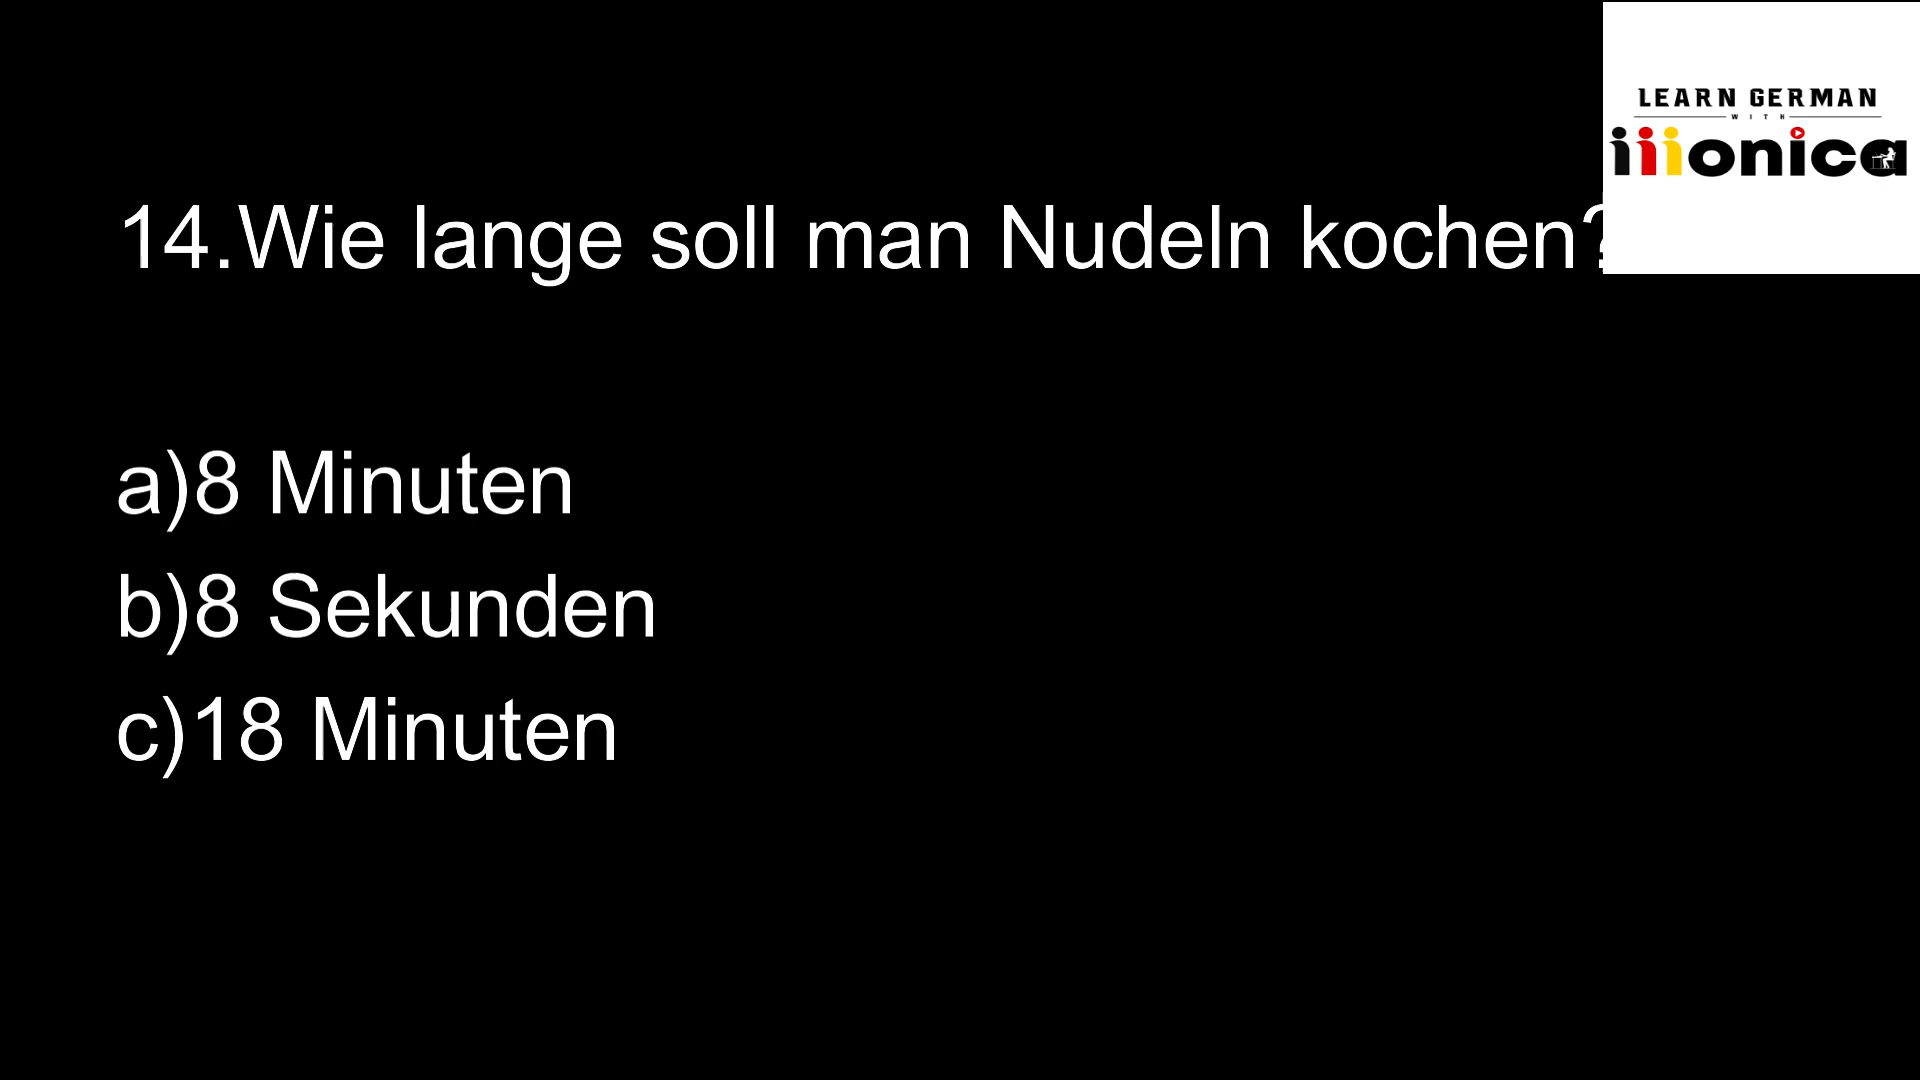 LEARN GERMAN
WITH
monica
14.Wie lange soll man Nudeln kochen?
a)8 Minuten
b)8 Sekunden
c)18 Minuten